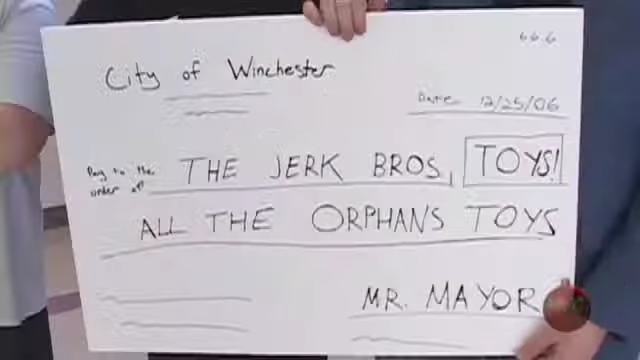 66.6
City of Winchester
Date 12/25/06
Pay to the order of THE JERK BROS, TOYS!
ALL THE ORPHANS TOYS
MR. MAYOR